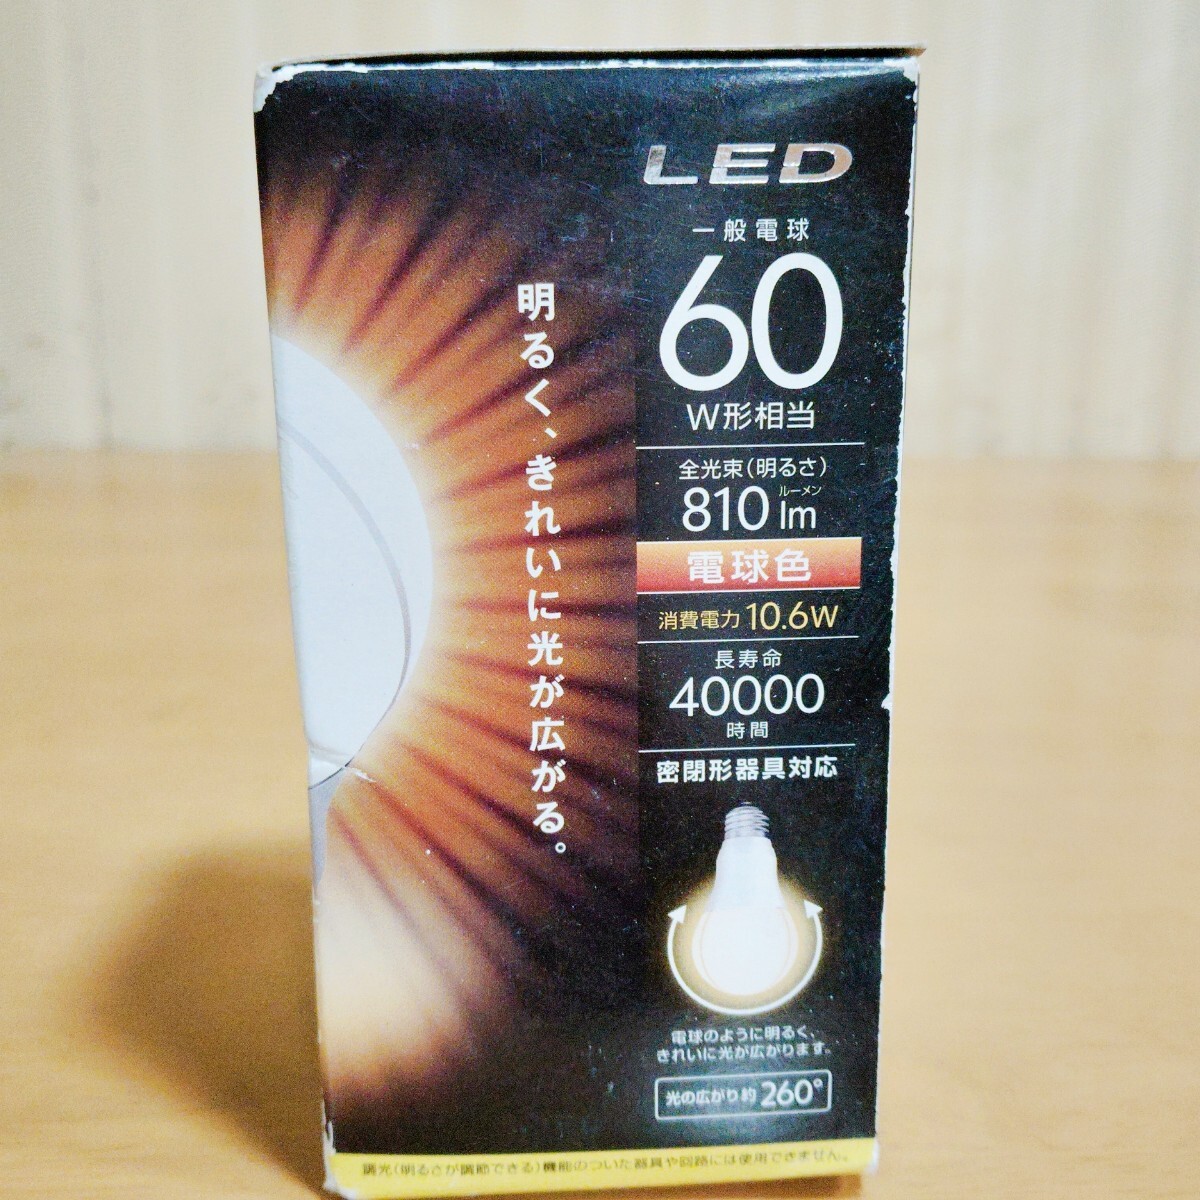 LED
一般電球
60
W形相当
全光束(明るさ)
ルーメン
810 lm
電球色
消費電力 10.6W
長寿命
40000
時間
密閉形器具対応
明るく、きれいに光が広がる。
電球のように明るく、
きれいに光が広がります。
光の広がり約 260°
調光(明るさが調節できる)機能のついた器具や回路には使用できません。